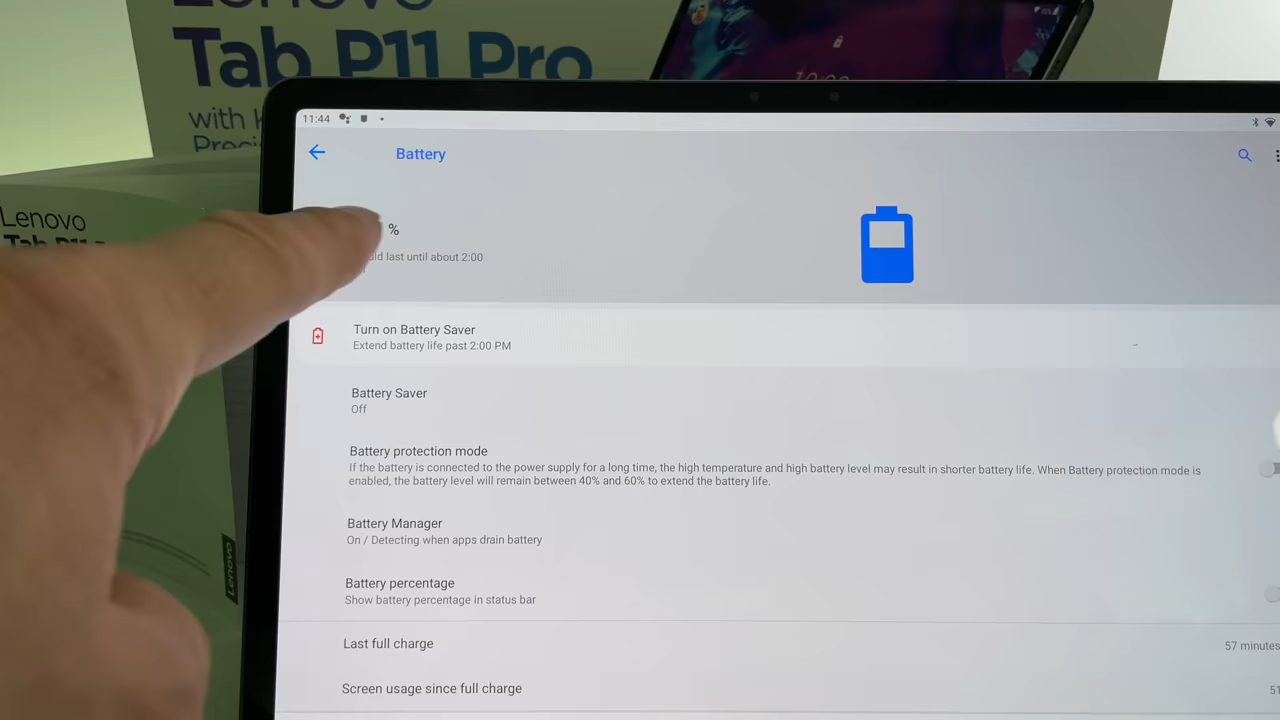 Lenovo
Tab P11 Pro
with
11:44
Battery
%
last until about 2:00
Lenovo
Tab P11
Turn on Battery Saver
Extend battery life past 2:00 PM
Battery Saver
Off
Battery protection mode
If the battery is connected to the power supply for a long time, the high temperature and high battery level may result in shorter battery life. When Battery protection mode is
enabled, the battery level will remain between 40% and 60% to extend the battery life.
Battery Manager
On / Detecting when apps drain battery
Lenovo
Battery percentage
Show battery percentage in status bar
Last full charge
57 minutes
Screen usage since full charge
51